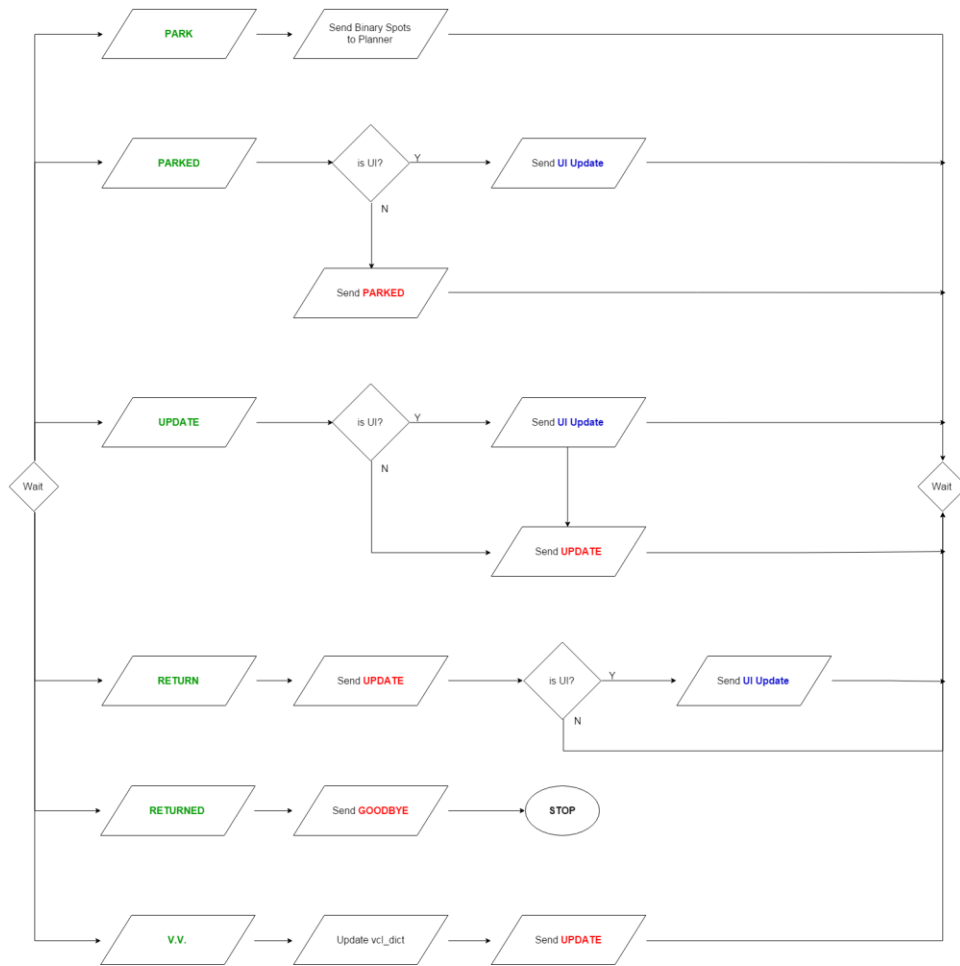 PARK
Send Binary Spots
to Planner
PARKED
is UI?
Y
Send UI Update
N
Send PARKED
UPDATE
is UI?
Y
Send UI Update
N
Wait
Wait
Send UPDATE
RETURN
Send UPDATE
is UI?
Y
Send UI Update
N
RETURNED
Send GOODBYE
STOP
V.V.
Update vcl_dict
Send UPDATE